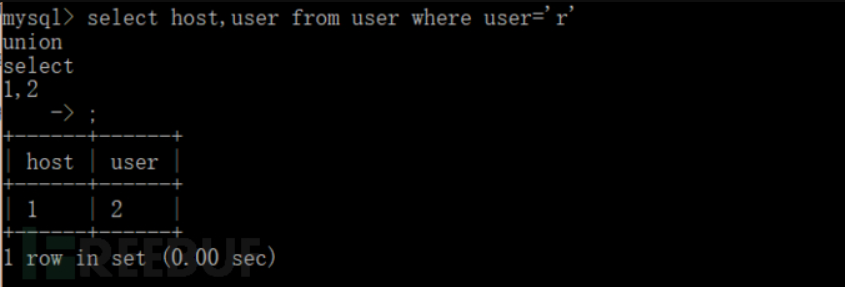 mysql> select host,user from user where user='r'
union
select
1,2
    -> ;
+------+------+
| host | user |
+------+------+
| 1    | 2    |
+------+------+
1 row in set (0.00 sec)
REEBUF